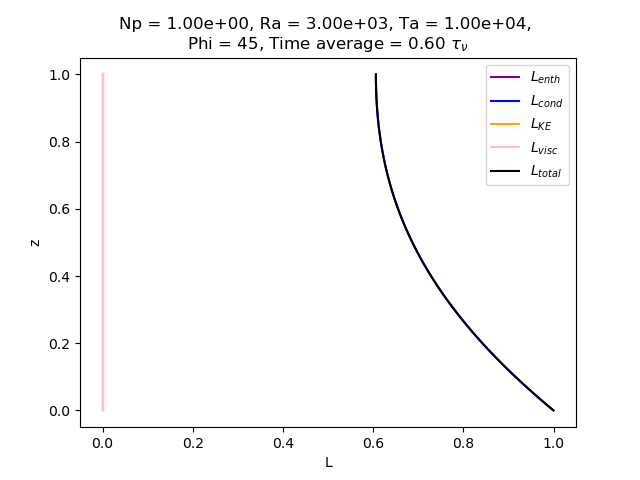 Np = 1.00e+00, Ra = 3.00e+03, Ta = 1.00e+04,
Phi = 45, Time average = 0.60 τ_ν
L_enth
L_cond
L_KE
L_visc
L_total
1.0
0.8
0.6
0.4
0.2
0.0
z
0.0 0.2 0.4 0.6 0.8 1.0
L